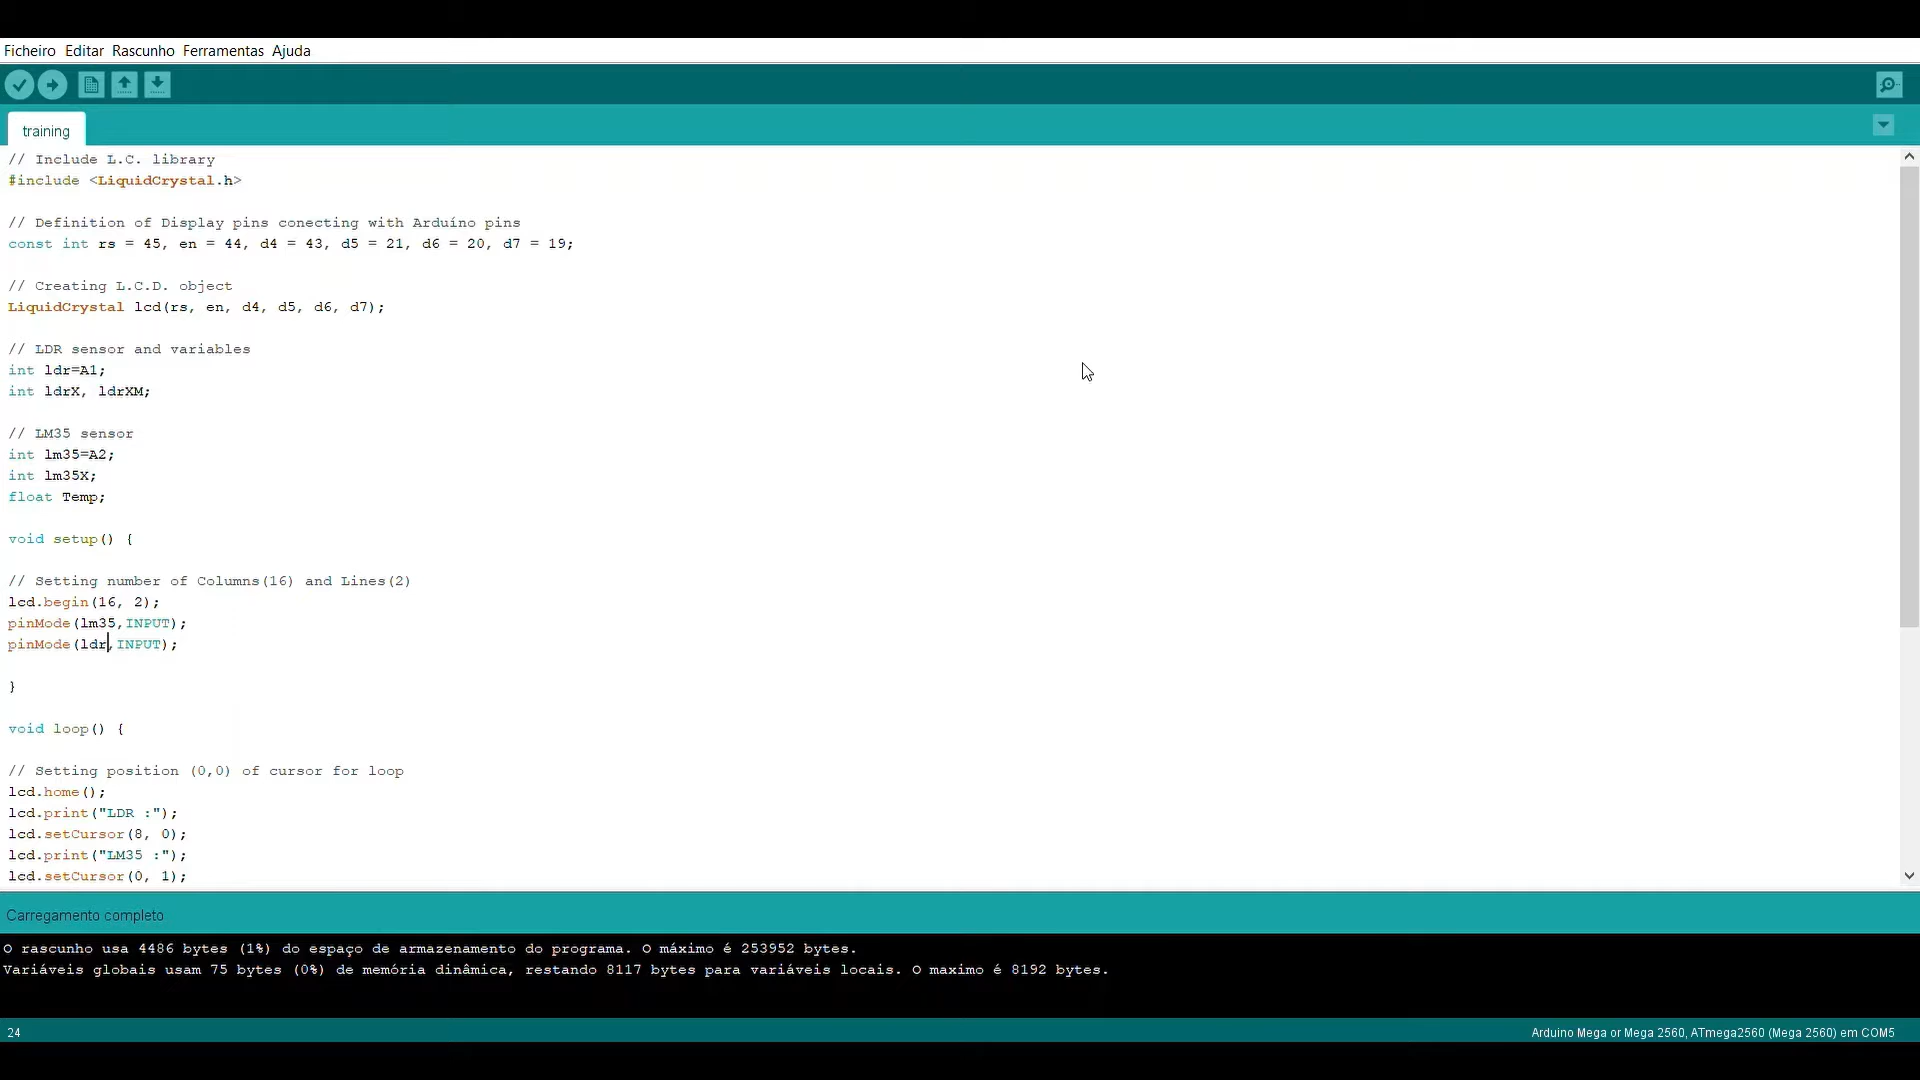 Ficheiro Editar Rascunho Ferramentas Ajuda
training
// Include L.C. library
#include <LiquidCrystal.h>
// Definition of Display pins conecting with Arduíno pins
const int rs = 45, en = 44, d4 = 43, d5 = 21, d6 = 20, d7 = 19;
// Creating L.C.D. object
LiquidCrystal lcd(rs, en, d4, d5, d6, d7);
// LDR sensor and variables
int ldr=A1;
int ldrX, ldrXM;
// LM35 sensor
int lm35=A2;
int lm35X;
float Temp;
void setup() {
// Setting number of Columns(16) and Lines(2)
lcd.begin(16, 2);
pinMode(lm35,INPUT);
pinMode(ldr,INPUT);
}
void loop() {
// Setting position (0,0) of cursor for loop
lcd.home();
lcd.print("LDR :");
lcd.setCursor(8, 0);
lcd.print("LM35 :");
lcd.setCursor(0, 1);
Carregamento completo
O rascunho usa 4486 bytes (1%) do espaço de armazenamento do programa. O máximo é 253952 bytes.
Variáveis globais usam 75 bytes (0%) de memória dinâmica, restando 8117 bytes para variáveis locais. O maximo é 8192 bytes.
24
Arduino Mega or Mega 2560, ATmega2560 (Mega 2560) em COM5